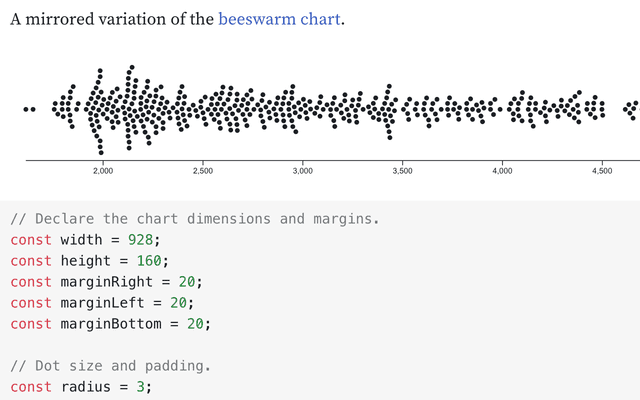 A mirrored variation of the beeswarm chart.
2,000 2,500 3,000 3,500 4,000 4,500
// Declare the chart dimensions and margins.
const width = 928;
const height = 160;
const marginRight = 20;
const marginLeft = 20;
const marginBottom = 20;
// Dot size and padding.
const radius = 3;